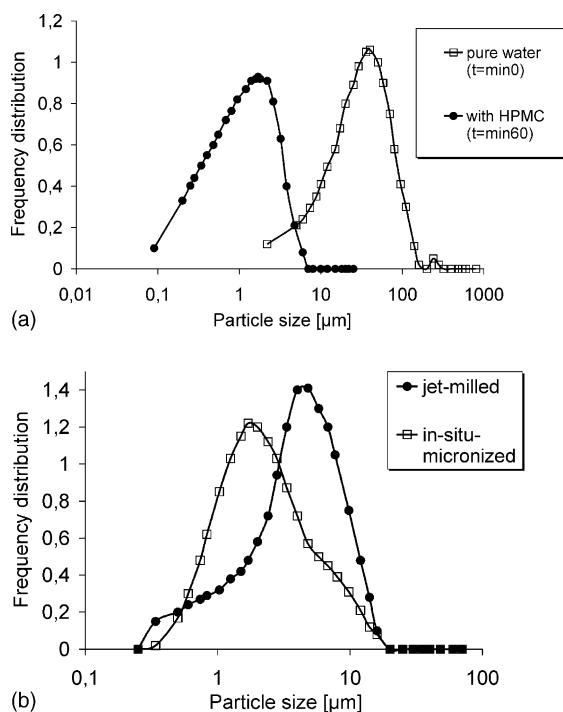 1,2
1
0,8
0,6
0,4
0,2
0
Frequency distribution
0,01 0,1 1 10 100 1000
Particle size [µm]
pure water
(t=min0)
with HPMC
(t=min60)
(a)
1,4
1,2
1
0,8
0,6
0,4
0,2
0
Frequency distribution
0,1 1 10 100
Particle size [µm]
jet-milled
in-situ-
micronized
(b)